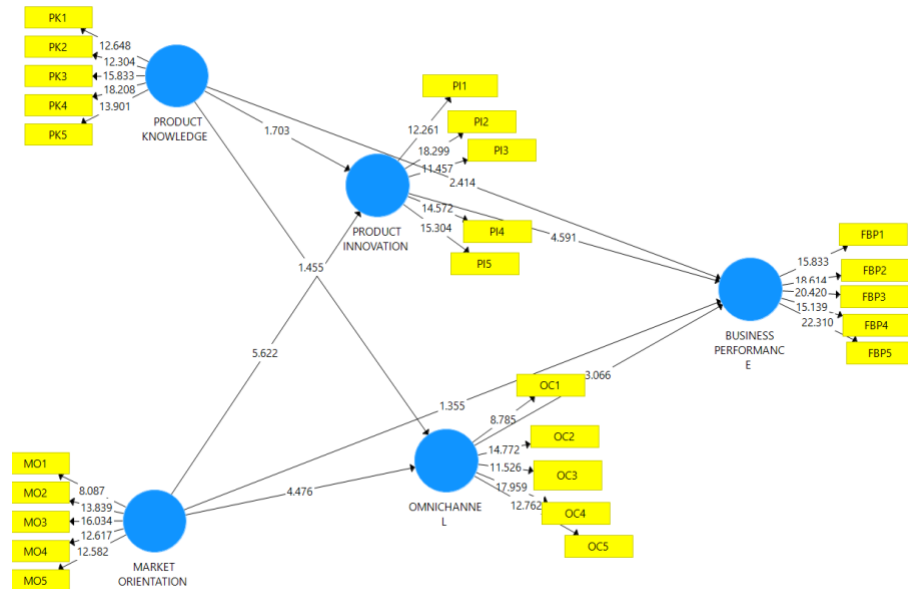 PK1
PK2
PK3
PK4
PK5
12.648
12.304
15.833
18.208
13.901
PRODUCT
KNOWLEDGE
1.703
1.455
2.414
PI1
PI2
PI3
PI4
PI5
12.261
18.299
11.457
14.572
15.304
PRODUCT
INNOVATION
4.591
FBP1
FBP2
FBP3
FBP4
FBP5
15.833
18.614
20.420
15.139
22.310
BUSINESS
PERFORMANC
E
5.622
1.355
3.066
4.476
OC1
OC2
OC3
OC4
OC5
8.785
14.772
11.526
17.959
12.762
OMNICHANNE
L
MO1
MO2
MO3
MO4
MO5
8.087
13.839
16.034
12.617
12.582
MARKET
ORIENTATION